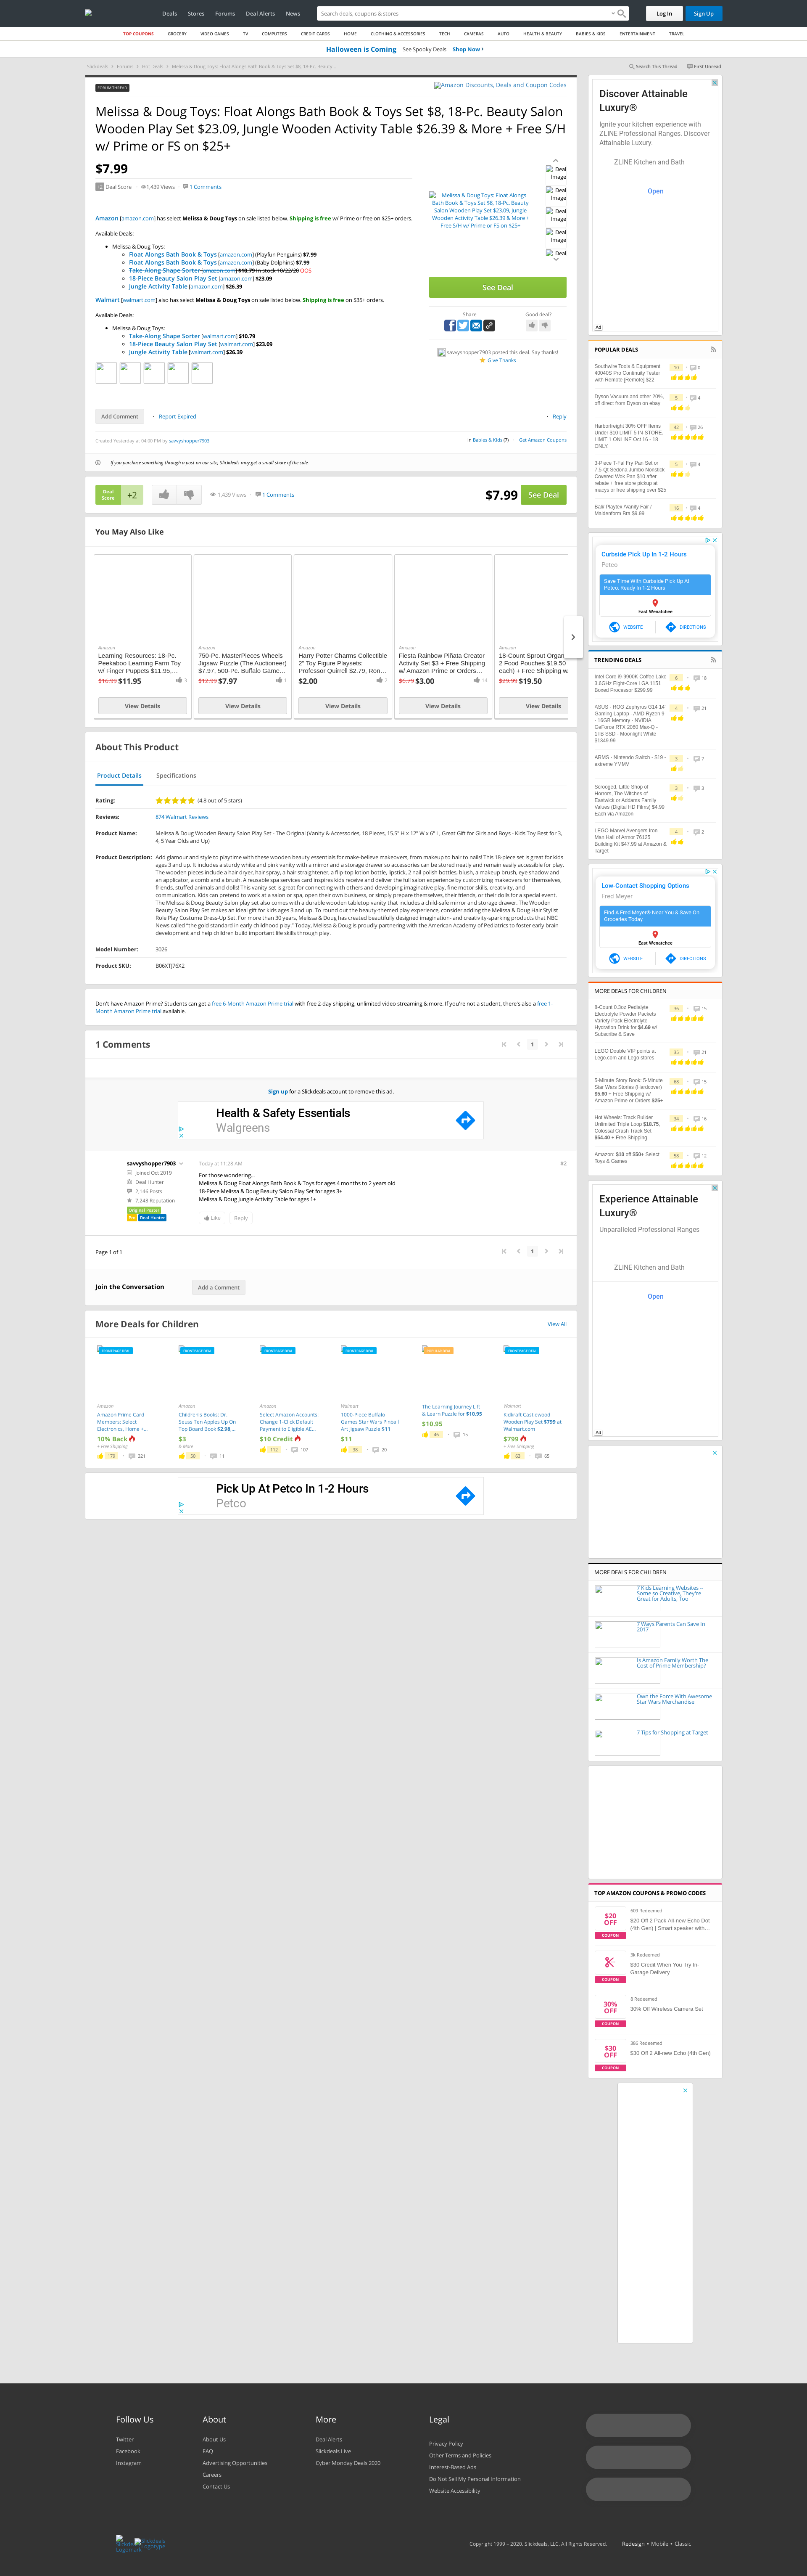 Deals
Stores
Forums
Deal Alerts
News
Search deals, coupons & stores
Log In
Sign Up
TOP COUPONS
GROCERY
VIDEO GAMES
TV
COMPUTERS
CREDIT CARDS
HOME
CLOTHING & ACCESSORIES
TECH
CAMERAS
AUTO
HEALTH & BEAUTY
BABIES & KIDS
ENTERTAINMENT
TRAVEL
Halloween is Coming See Spooky Deals Shop Now ›
Slickdeals > Forums > Hot Deals > Melissa & Doug Toys: Float Alongs Bath Book & Toys Set $8, 18-Pc. Beauty...
Search This Thread
First Unread
FORUM THREAD
Amazon Discounts, Deals and Coupon Codes
Melissa & Doug Toys: Float Alongs Bath Book & Toys Set $8, 18-Pc. Beauty Salon
Wooden Play Set $23.09, Jungle Wooden Activity Table $26.39 & More + Free S/H
w/ Prime or FS on $25+
$7.99
+2 Deal Score 1,439 Views 1 Comments
Amazon [amazon.com] has select Melissa & Doug Toys on sale listed below. Shipping is free w/ Prime or free on $25+ orders.
Available Deals:
Melissa & Doug Toys:
Float Alongs Bath Book & Toys [amazon.com] (Playfun Penguins) $7.99
Float Alongs Bath Book & Toys [amazon.com] (Baby Dolphins) $7.99
Take-Along Shape Sorter [amazon.com] $10.79 In stock 10/22/20 OOS
18-Piece Beauty Salon Play Set [amazon.com] $23.09
Jungle Activity Table [amazon.com] $26.39
Walmart [walmart.com] also has select Melissa & Doug Toys on sale listed below. Shipping is free on $35+ orders.
Available Deals:
Melissa & Doug Toys:
Take-Along Shape Sorter [walmart.com] $10.79
18-Piece Beauty Salon Play Set [walmart.com] $23.09
Jungle Activity Table [walmart.com] $26.39
Melissa & Doug Toys: Float Alongs
Bath Book & Toys Set $8, 18-Pc. Beauty
Salon Wooden Play Set $23.09, Jungle
Wooden Activity Table $26.39 & More +
Free S/H w/ Prime or FS on $25+
Deal
Image
Deal
Image
Deal
Image
Deal
Image
Deal
See Deal
Share
Good deal?
savvyshopper7903 posted this deal. Say thanks!
Give Thanks
Add Comment
Report Expired
Reply
Created Yesterday at 04:00 PM by savvyshopper7903
in Babies & Kids (?)
Get Amazon Coupons
If you purchase something through a post on our site, Slickdeals may get a small share of the sale.
Deal
Score
+2
1,439 Views 1 Comments
$7.99
See Deal
You May Also Like
Amazon
Learning Resources: 18-Pc.
Peekaboo Learning Farm Toy
w/ Finger Puppets $11.95,...
$16.99 $11.95 3
View Details
Amazon
750-Pc. MasterPieces Wheels
Jigsaw Puzzle (The Auctioneer)
$7.97, 500-Pc. Buffalo Game...
$12.99 $7.97 1
View Details
Amazon
Harry Potter Charms Collectible
2" Toy Figure Playsets:
Professor Quirrell $2.79, Ron...
$2.00 2
View Details
Amazon
Fiesta Rainbow Piñata Creator
Activity Set $3 + Free Shipping
w/ Amazon Prime or Orders...
$6.79 $3.00 14
View Details
Amazon
18-Count Sprout Organ
2 Food Pouches $19.50
each) + Free Shipping w/
$29.99 $19.50
View Details
About This Product
Product Details
Specifications
Rating: (4.8 out of 5 stars)
Reviews: 874 Walmart Reviews
Product Name: Melissa & Doug Wooden Beauty Salon Play Set - The Original (Vanity & Accessories, 18 Pieces, 15.5" H x 12" W x 6" L, Great Gift for Girls and Boys - Kids Toy Best for 3,
4, 5 Year Olds and Up)
Product Description: Add glamour and styling to playtime with these wooden beauty essentials for make-believe makeovers, from makeup to hair to nails! This 18-piece set is great for kids
ages 3 and up. It includes a sturdy and simple wooden vanity with a mirror and a storage drawer so accessories can be stored neatly and are easily accessible for play.
The wooden pieces include a hair dryer, hair spray, a hair straightener, a flip-top lotion bottle, lipstick, 2 nail polish bottles, blush, a makeup brush, eye shadow and
an applicator; a comb and a realistic spa service menu with prices and a crayon inspires kids readiness and the full salon experience so kids can makeover friends,
stuffed animals and dolls! This vanity set is great for connecting with others and developing imaginative play, fine motor skills, creativity, and
communication. Kids can pretend to work at a salon or spa, open their own business, or share the fun with their friends, themselves, or their dolls for a special event.
The Melissa & Doug Beauty Salon play set also comes with a durable wooden storage case with dividers that makes an ideal child-safe mirror and storage drawer. The Wooden
Beauty Salon Play Set makes an ideal gift for kids ages 3 and up. To round out the beauty-themed play experience, consider adding the Melissa & Doug Hair Stylist
Role Play Costume Dress-Up Set. For more than 30 years, Melissa & Doug has created beautifully designed imagination- and creativity-sparking products that NBC
News called "the gold standard in early childhood play." Today, Melissa & Doug is proudly partnered with the American Academy of Pediatrics to foster early brain
development and help children build important life skills through play.
Model Number: 3026
Product SKU: B06XTJ76X2
Don't have Amazon Prime? Students can get a free 6-Month Amazon Prime trial with free 2-day shipping, unlimited video streaming & more. If you're not a student, there's also a free 1-
Month Amazon Prime trial available.
1 Comments
1
Sign up for a Slickdeals account to remove this ad.
Health & Safety Essentials
Walgreens
savvyshopper7903
Joined Oct 2019
Deal Hunter
2,146 Posts
7,243 Reputation
Original Poster
Pro Deal Hunter
Today at 11:28 AM
#2
For those wondering...
Melissa & Doug Float Alongs Bath Book & Toys for ages 4 months to 2 years old
18-Piece Melissa & Doug Beauty Salon Play Set for ages 3+
Melissa & Doug Jungle Activity Table for ages 1+
Like
Reply
Page 1 of 1
1
Join the Conversation
Add a Comment
More Deals for Children
View All
FRONTPAGE DEAL
Amazon
Amazon Prime Card
Members: Select
Electronics, Home +...
10% Back
+ Free Shipping
179 321
FRONTPAGE DEAL
Amazon
Children's Books: Dr.
Seuss Ten Apples Up On
Top Board Book $2.98,...
$3
& More
50 11
FRONTPAGE DEAL
Amazon
Select Amazon Accounts:
Change 1-Click Default
Payment to Eligible AE...
$10 Credit
112 107
FRONTPAGE DEAL
Walmart
1000-Piece Buffalo
Games Star Wars Pinball
Art Jigsaw Puzzle $11
$11
38 20
POPULAR DEAL
The Learning Journey Lift
& Learn Puzzle for $10.95
$10.95
46 15
FRONTPAGE DEAL
Walmart
Kidkraft Castlewood
Wooden Play Set $799 at
Walmart.com
$799
+ Free Shipping
62 65
Pick Up At Petco In 1-2 Hours
Petco
Discover Attainable
Luxury®
Ignite your kitchen experience with
ZLINE Professional Ranges. Discover
Attainable Luxury.
ZLINE Kitchen and Bath
Open
Ad
POPULAR DEALS
Southwire Tools & Equipment
40040S Pro Continuity Tester
with Remote [Remote] $22
10 0
Dyson Vacuum and other 20%.
off direct from Dyson on ebay
5 4
Harborfreight 30% OFF Items
Under $10 LIMIT 5 IN-STORE.
LIMIT 1 ONLINE Oct 16 - 18
ONLY.
42 26
3-Piece T-Fal Fry Pan Set or
7.5-Qt Sedona Jumbo Nonstick
Covered Wok Pan $10 after
rebate + free store pickup at
macys or free shipping over $25
5 4
Bali/ Playtex /Vanity Fair /
Maidenform Bra $9.99
16 4
Curbside Pick Up In 1-2 Hours
Petco
Save Time With Curbside Pick Up At
Petco. Ready In 1-2 Hours
East Wenatchee
WEBSITE
DIRECTIONS
TRENDING DEALS
Intel Core i9-9900K Coffee Lake
3.6GHz Eight-Core LGA 1151
Boxed Processor $299.99
6 18
ASUS - ROG Zephyrus G14 14"
Gaming Laptop - AMD Ryzen 9
- 16GB Memory - NVIDIA
GeForce RTX 2060 Max-Q -
1TB SSD - Moonlight White
$1349.99
4 21
ARMS - Nintendo Switch - $19 -
extreme YMMV
3 7
Scrooged, Little Shop of
Horrors, The Witches of
Eastwick or Addams Family
Values (Digital HD Films) $4.99
Each via Amazon
3 3
LEGO Marvel Avengers Iron
Man Hall of Armor 76125
Building Kit $47.99 at Amazon &
Target
4 2
Low-Contact Shopping Options
Fred Meyer
Find A Fred Meyer® Near You & Save On
Groceries Today.
East Wenatchee
WEBSITE
DIRECTIONS
MORE DEALS FOR CHILDREN
8-Count 0.3oz Pedialyte
Electrolyte Powder Packets
Variety Pack Electrolyte
Hydration Drink for $4.69 w/
Subscribe & Save
36 15
LEGO Double VIP points at
Lego.com and Lego stores
35 21
5-Minute Story Book: 5-Minute
Star Wars Stories (Hardcover)
$5.00 + Free Shipping w/
Amazon Prime or Orders $25+
68 15
Hot Wheels: Track Builder
Unlimited Triple Loop $18.75,
Colossal Crash Track Set
$54.40 + Free Shipping
34 16
Amazon: $10 off $50+ Select
Toys & Games
58 12
Experience Attainable
Luxury®
Unparalleled Professional Ranges
ZLINE Kitchen and Bath
Open
Ad
MORE DEALS FOR CHILDREN
7 Kids Learning Websites --
Some so Creative, They're
Great for Adults, Too
7 Ways Parents Can Save In
2017
Is Amazon Family Worth The
Cost of Prime Membership?
Own the Force With Awesome
Star Wars Merchandise
7 Tips for Shopping at Target
TOP AMAZON COUPONS & PROMO CODES
$20
OFF
COUPON
609 Redeemed
$20 Off 2 Pack All-new Echo Dot
(4th Gen) | Smart speaker with...
COUPON
3k Redeemed
$30 Credit When You Try In-
Garage Delivery
30%
OFF
COUPON
8 Redeemed
30% Off Wireless Camera Set
$30
OFF
COUPON
386 Redeemed
$30 Off 2 All-new Echo (4th Gen)
Follow Us
Twitter
Facebook
Instagram
About
About Us
FAQ
Advertising Opportunities
Careers
Contact Us
More
Deal Alerts
Slickdeals Live
Cyber Monday Deals 2020
Legal
Privacy Policy
Other Terms and Policies
Interest-Based Ads
Do Not Sell My Personal Information
Website Accessibility
Slickdeals
Logomark
Slickdeals
Logotype
Copyright 1999 – 2020. Slickdeals, LLC. All Rights Reserved.
Redesign • Mobile • Classic